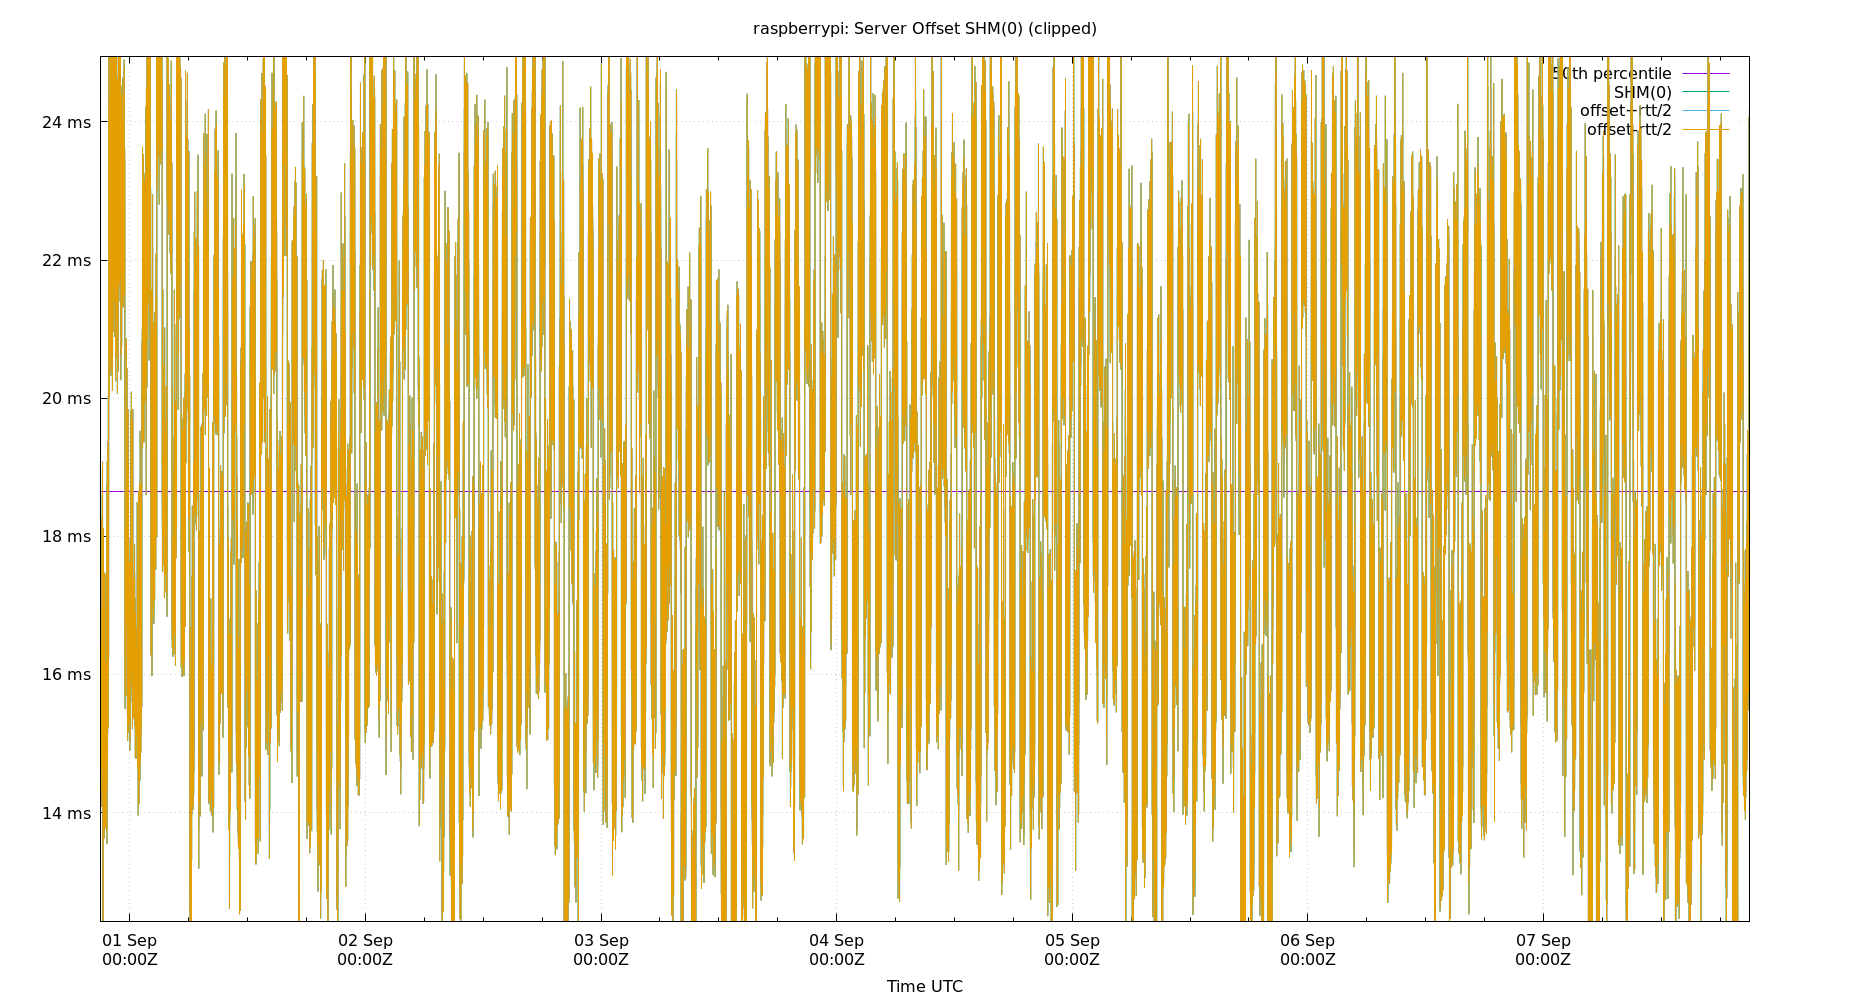 raspberrypi: Server Offset SHM(0) (clipped)
50th percentile
SHM(0)
offset+rtt/2
offset-rtt/2
24 ms
22 ms
20 ms
18 ms
16 ms
14 ms
01 Sep
00:00Z
02 Sep
00:00Z
03 Sep
00:00Z
04 Sep
00:00Z
05 Sep
00:00Z
06 Sep
00:00Z
07 Sep
00:00Z
Time UTC